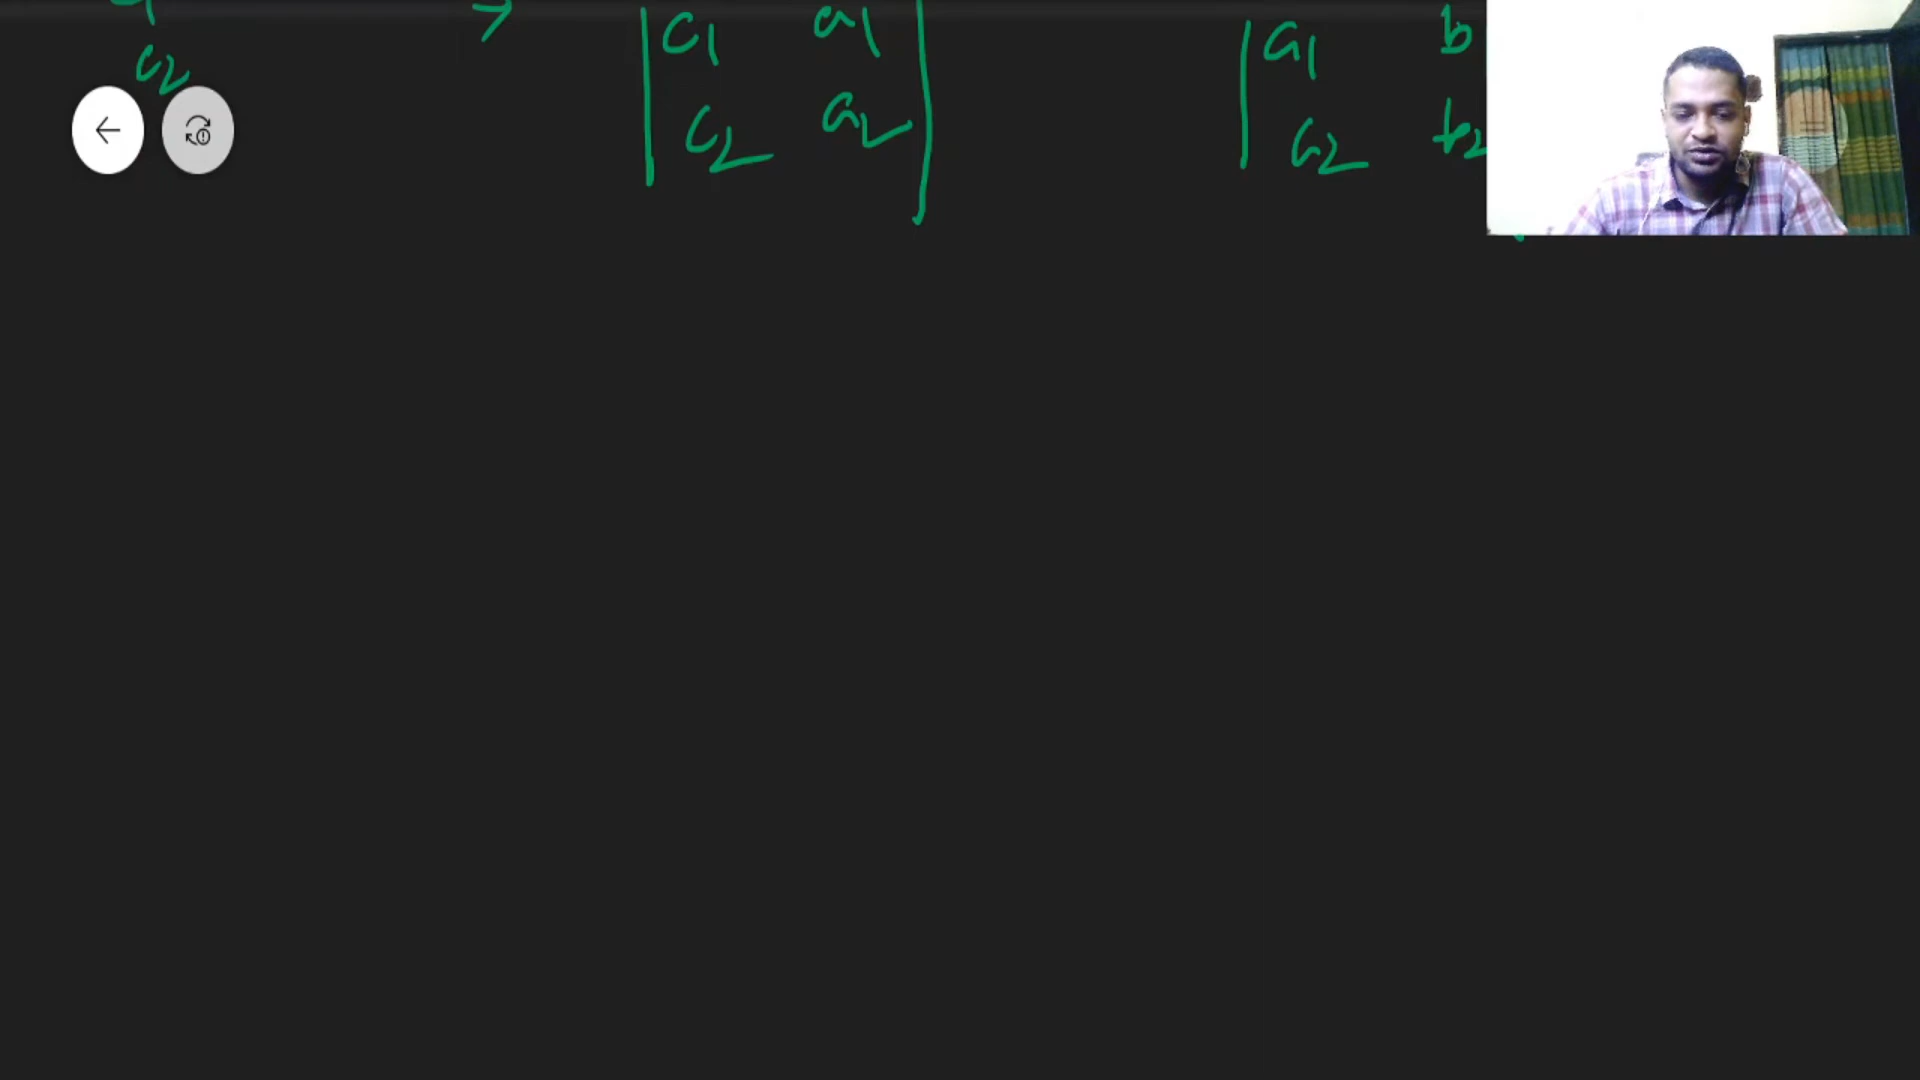 | c1 a1 | | a1 b
c2 | c2 a2 | | a2 b2